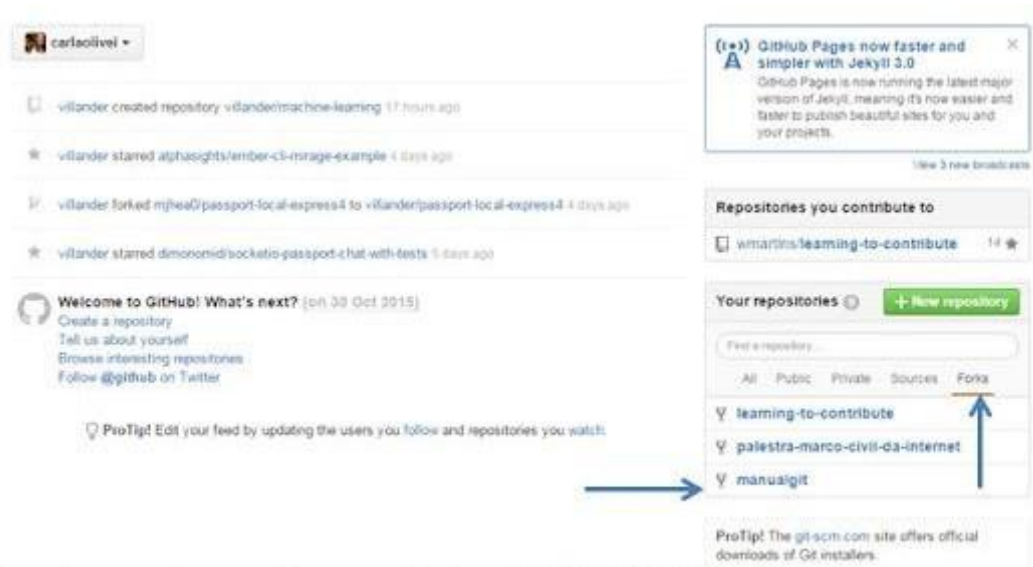 carlaolivei
villander created repository villander/machine-learning 17 hours ago
villander starred alphasights/ember-cli-mirage-example 4 days ago
villander forked mjhea0/passport-local-express4 to villander/passport-local-express4 4 days ago
villander starred dimonomid/socketio-passport-chat-with-tests 5 days ago
Welcome to GitHub! What's next? (on 30 Oct 2015)
Create a repository
Tell us about yourself
Browse interesting repositories
Follow @github on Twitter
ProTip! Edit your feed by updating the users you follow and repositories you watch.
GitHub Pages now faster and
simpler with Jekyll 3.0
GitHub Pages is now running the latest major
version of Jekyll, meaning it's now easier and
faster to publish beautiful sites for you and
your projects.
View 3 new broadcasts
Repositories you contribute to
wmartins/learning-to-contribute
Your repositories
+ New repository
Find a repository...
All Public Private Sources Forks
learning-to-contribute
palestra-marco-civil-da-internet
manualgit
ProTip! The git-scm.com site offers official
downloads of Git installers.